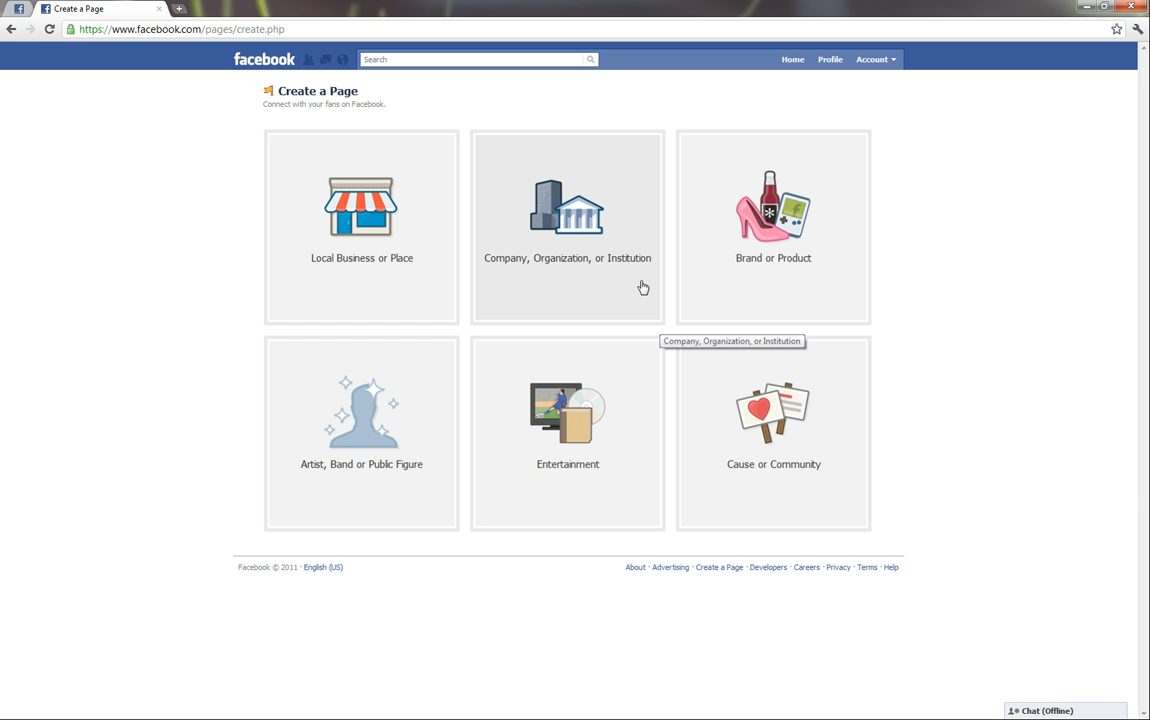 Create a Page
https://www.facebook.com/pages/create.php
facebook
Search
Home
Profile
Account
Create a Page
Connect with your fans on Facebook.
Local Business or Place
Company, Organization, or Institution
Brand or Product
Company, Organization, or Institution
Artist, Band or Public Figure
Entertainment
Cause or Community
Facebook © 2011 · English (US)
About · Advertising · Create a Page · Developers · Careers · Privacy · Terms · Help
Chat (Offline)